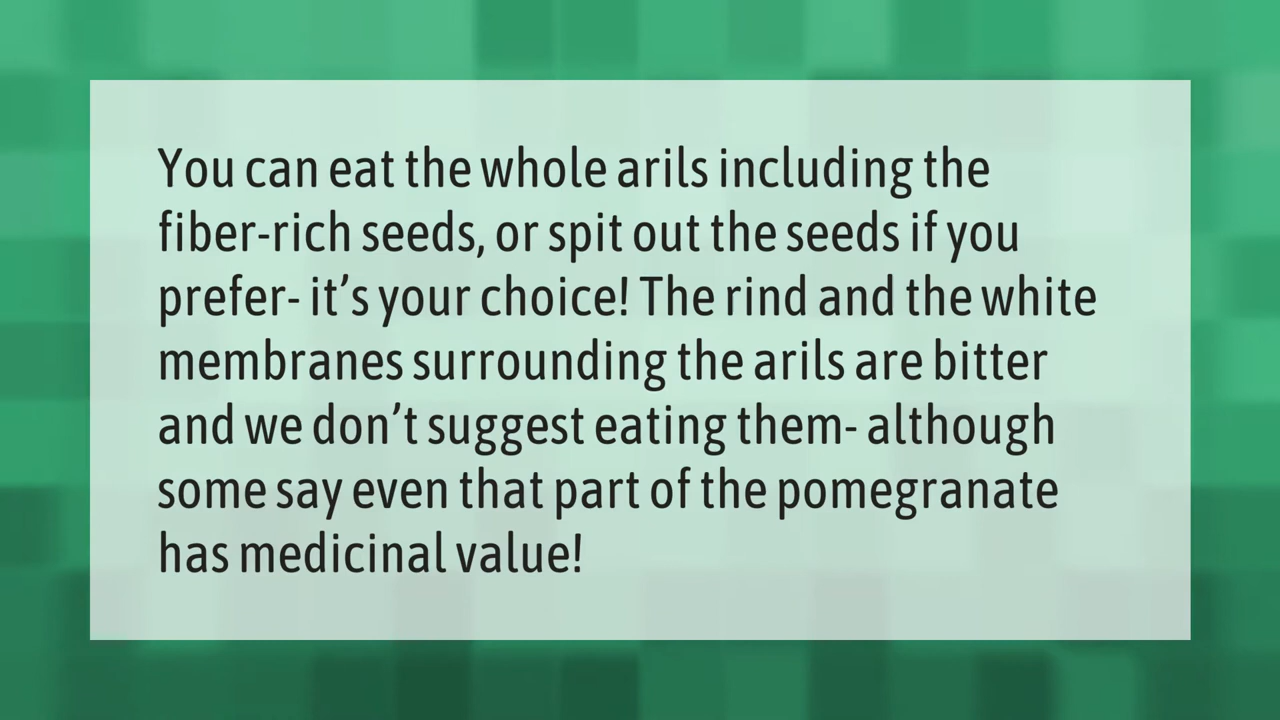 You can eat the whole arils including the
fiber-rich seeds, or spit out the seeds if you
prefer- it’s your choice! The rind and the white
membranes surrounding the arils are bitter
and we don’t suggest eating them- although
some say even that part of the pomegranate
has medicinal value!